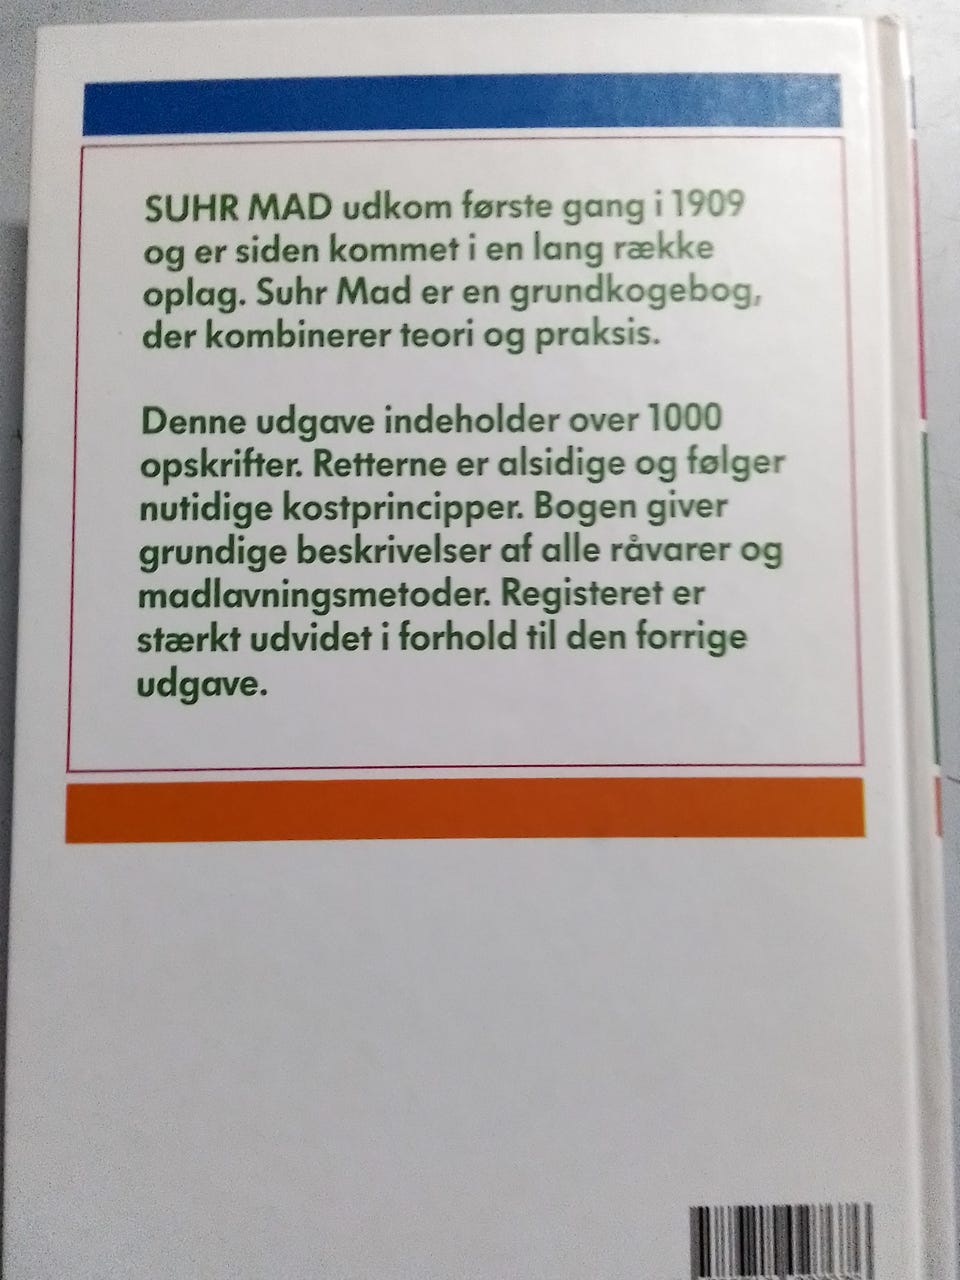 SUHR MAD udkom første gang i 1909
og er siden kommet i en lang række
oplag. Suhr Mad er en grundkogebog,
der kombinerer teori og praksis.
Denne udgave indeholder over 1000
opskrifter. Retterne er alsidige og følger
nutidige kostprincipper. Bogen giver
grundige beskrivelser af alle råvarer og
madlavningsmetoder. Registeret er
stærkt udvidet i forhold til den forrige
udgave.